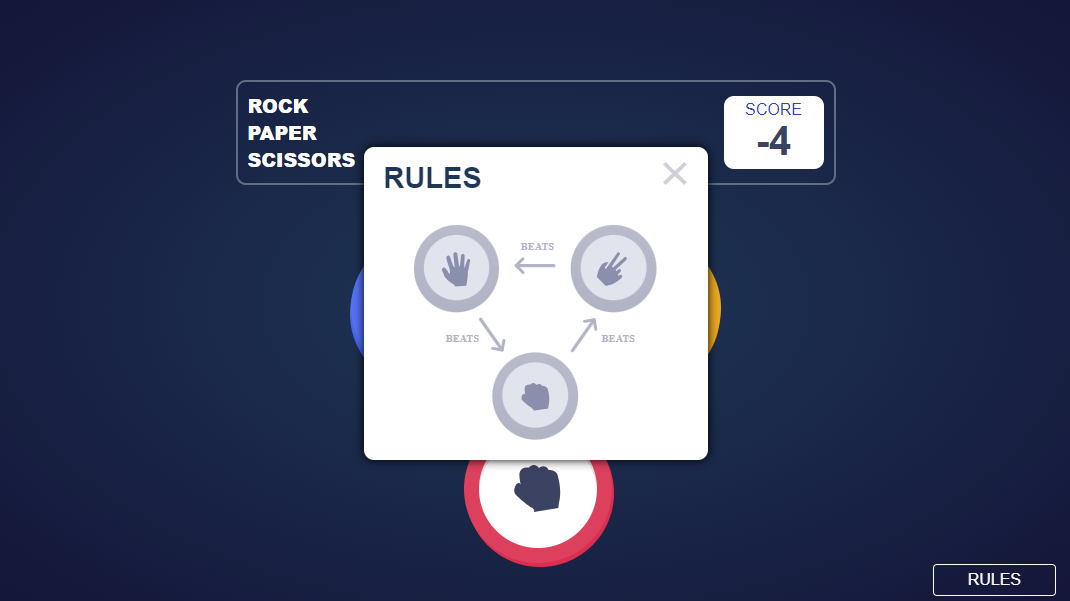 ROCK
PAPER
SCISSORS
SCORE
-4
RULES
BEATS
BEATS
BEATS
RULES